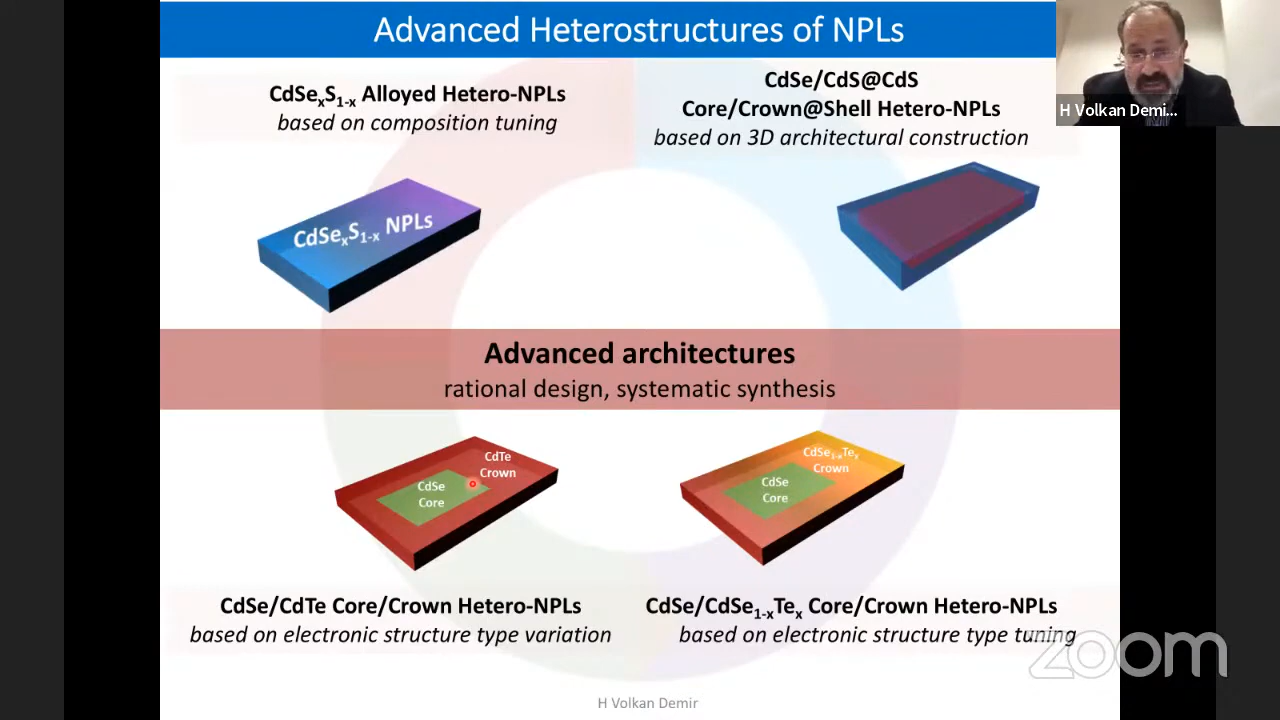 Advanced Heterostructures of NPLs
CdSeₓS₁₋ₓ Alloyed Hetero-NPLs
based on composition tuning
CdSe/CdS@CdS
Core/Crown@Shell Hetero-NPLs
based on 3D architectural construction
H Volkan Demi...
CdSeₓS₁₋ₓ NPLs
Advanced architectures
rational design, systematic synthesis
CdTe
Crown
CdSe
Core
CdSe₁₋ₓTeₓ
Crown
CdSe
Core
CdSe/CdTe Core/Crown Hetero-NPLs
based on electronic structure type variation
CdSe/CdSe₁₋ₓTeₓ Core/Crown Hetero-NPLs
based on electronic structure type tuning
zoom
H Volkan Demir